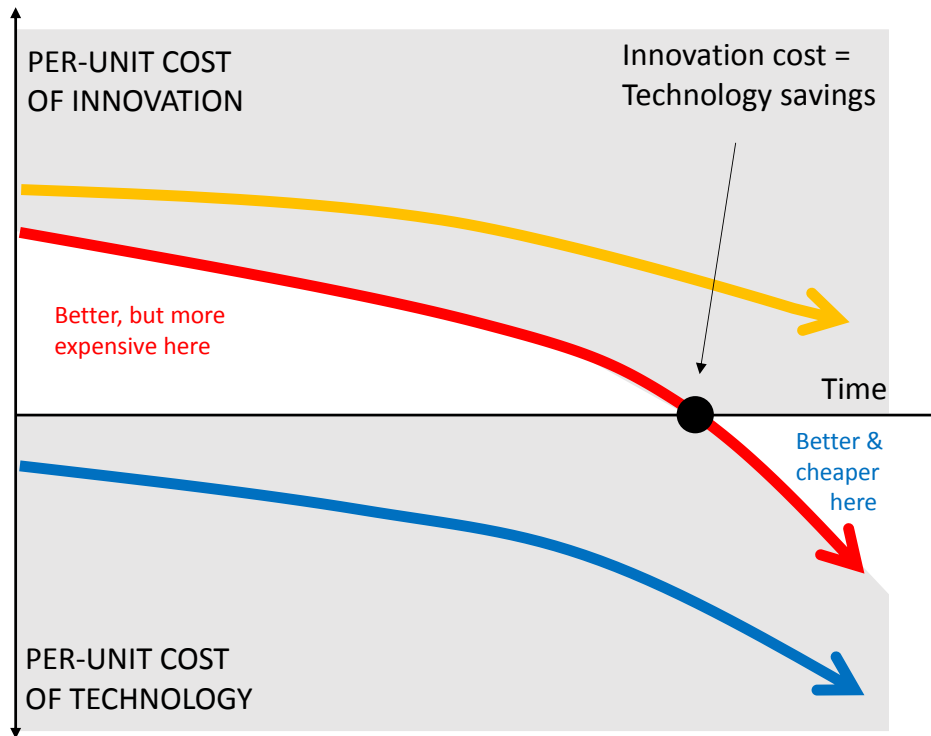 PER-UNIT COST
OF INNOVATION
Innovation cost =
Technology savings
Better, but more
expensive here
Time
Better &
cheaper
here
PER-UNIT COST
OF TECHNOLOGY